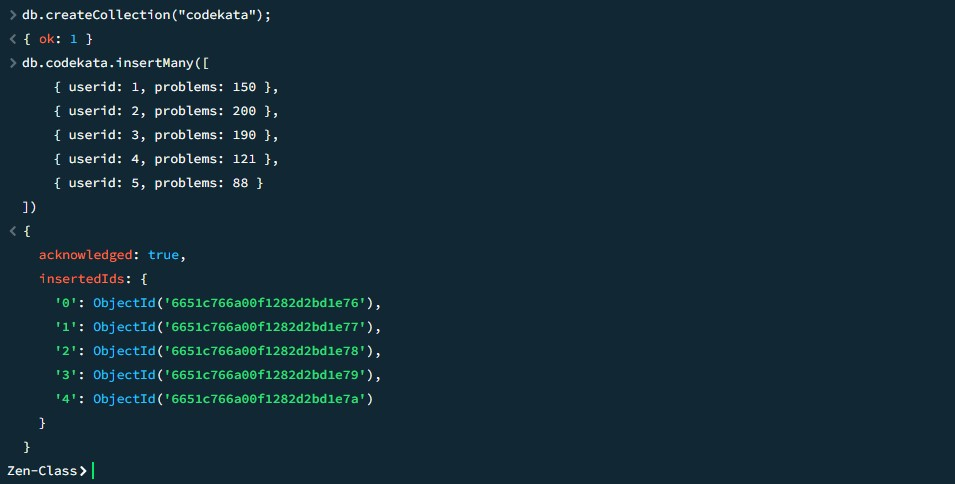 > db.createCollection("codekata");
< { ok: 1 }
> db.codekata.insertMany([
{ userid: 1, problems: 150 },
{ userid: 2, problems: 200 },
{ userid: 3, problems: 190 },
{ userid: 4, problems: 121 },
{ userid: 5, problems: 88 }
])
< {
acknowledged: true,
insertedIds: {
'0': ObjectId('6651c766a00f1282d2bd1e76'),
'1': ObjectId('6651c766a00f1282d2bd1e77'),
'2': ObjectId('6651c766a00f1282d2bd1e78'),
'3': ObjectId('6651c766a00f1282d2bd1e79'),
'4': ObjectId('6651c766a00f1282d2bd1e7a')
}
}
Zen-Class>